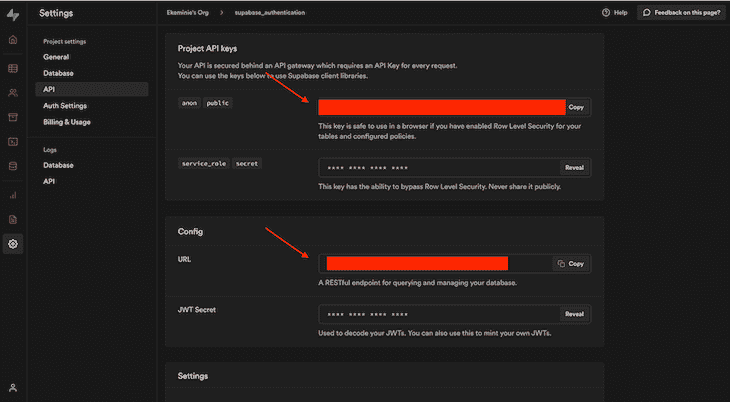 Settings
Ekeminie's Org > supabase_authentication
Help
Feedback on this page?
Project settings
General
Database
API
Auth Settings
Billing & Usage
Logs
Database
API
Project API keys
Your API is secured behind an API gateway which requires an API Key for every request.
You can use the keys below to use Supabase client libraries.
anon public
Copy
This key is safe to use in a browser if you have enabled Row Level Security for your
tables and configured policies.
service_role secret
**** **** **** **** Reveal
This key has the ability to bypass Row Level Security. Never share it publicly.
Config
URL
Copy
A RESTful endpoint for querying and managing your database.
JWT Secret
**** **** **** **** Reveal
Used to decode your JWTs. You can also use this to mint your own JWTs.
Settings